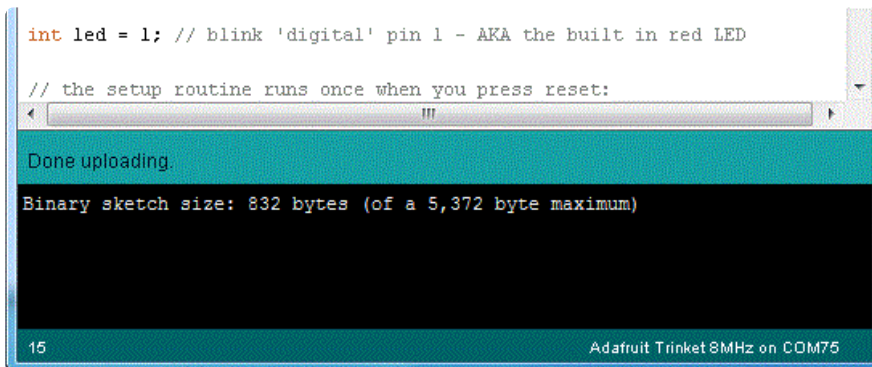 int led = 1; // blink 'digital' pin 1 - AKA the built in red LED
// the setup routine runs once when you press reset:
Done uploading.
Binary sketch size: 832 bytes (of a 5,372 byte maximum)
15
Adafruit Trinket 8MHz on COM75